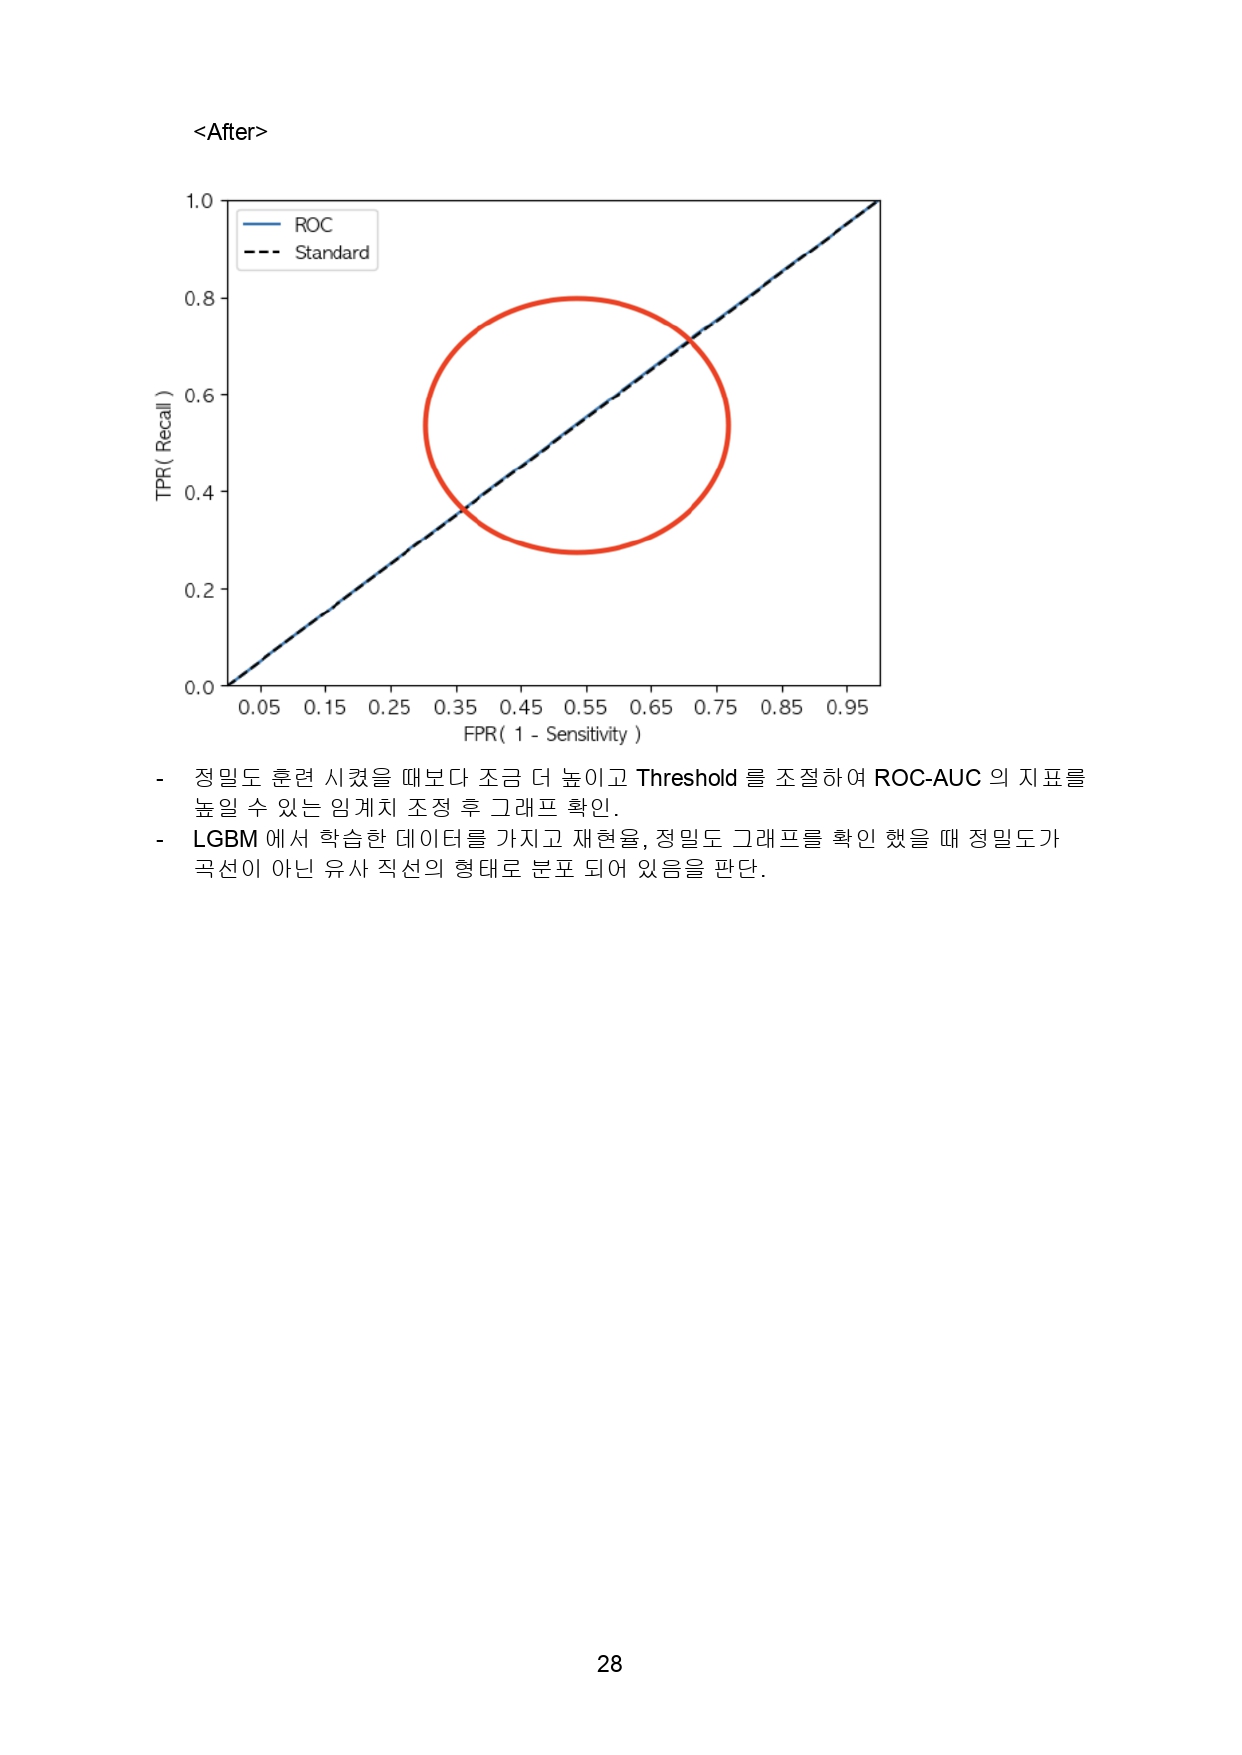 <After>
1.0
ROC
Standard
0.8
0.6
0.4
0.2
0.0
TPR( Recall )
0.05 0.15 0.25 0.35 0.45 0.55 0.65 0.75 0.85 0.95
FPR( 1 - Sensitivity )
- 정밀도 훈련 시켰을 때보다 조금 더 높이고 Threshold 를 조절하여 ROC-AUC 의 지표를
높일 수 있는 임계치 조정 후 그래프 확인.
- LGBM 에서 학습한 데이터를 가지고 재현율, 정밀도 그래프를 확인 했을 때 정밀도가
곡선이 아닌 유사 직선의 형태로 분포 되어 있음을 판단.
28